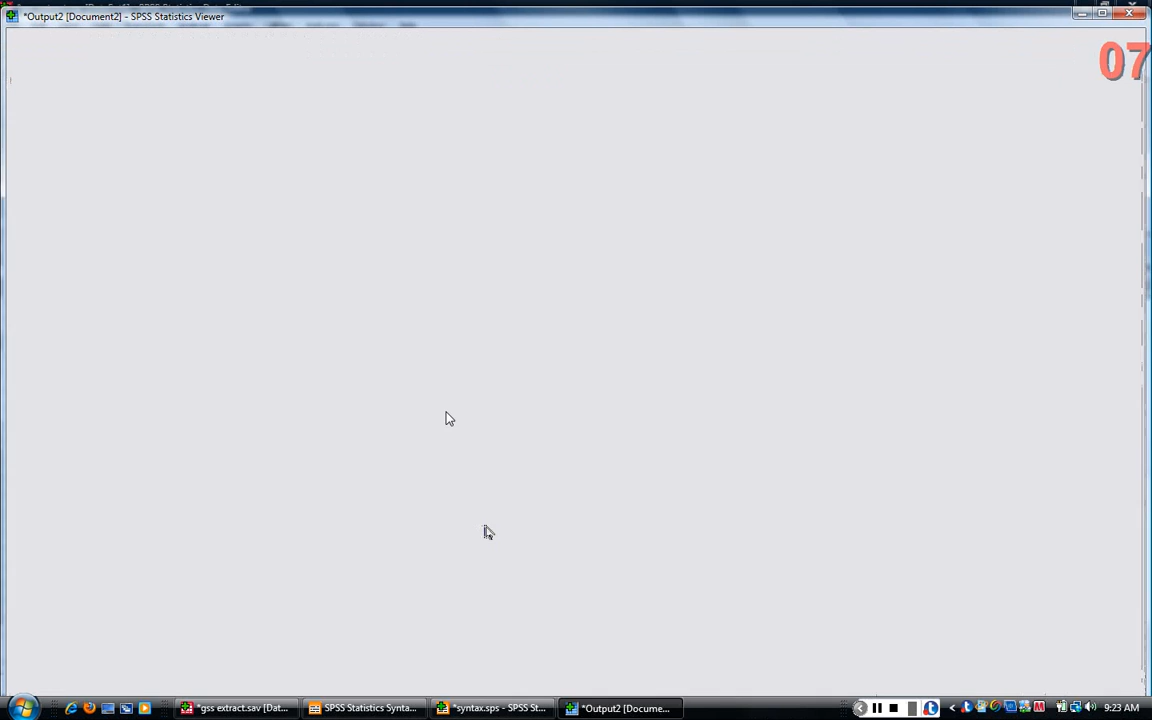 *Output2 [Document2] - SPSS Statistics Viewer
07
*gss extract.sav [Dat...
SPSS Statistics Synta...
*syntax.sps - SPSS St...
*Output2 [Docume...
9:23 AM